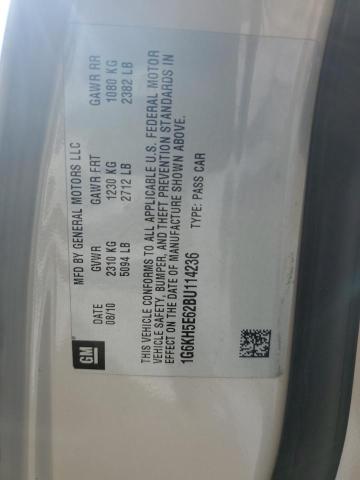 MFD BY GENERAL MOTORS LLC
DATE GVWR GAWR FRT GAWR RR
08/10 2310 KG 1230 KG 1080 KG
5094 LB 2712 LB 2382 LB
THIS VEHICLE CONFORMS TO ALL APPLICABLE U.S. FEDERAL MOTOR
VEHICLE SAFETY, BUMPER, AND THEFT PREVENTION STANDARDS IN
EFFECT ON THE DATE OF MANUFACTURE SHOWN ABOVE.
1G6KH5E62BU114236 TYPE: PASS CAR
GM